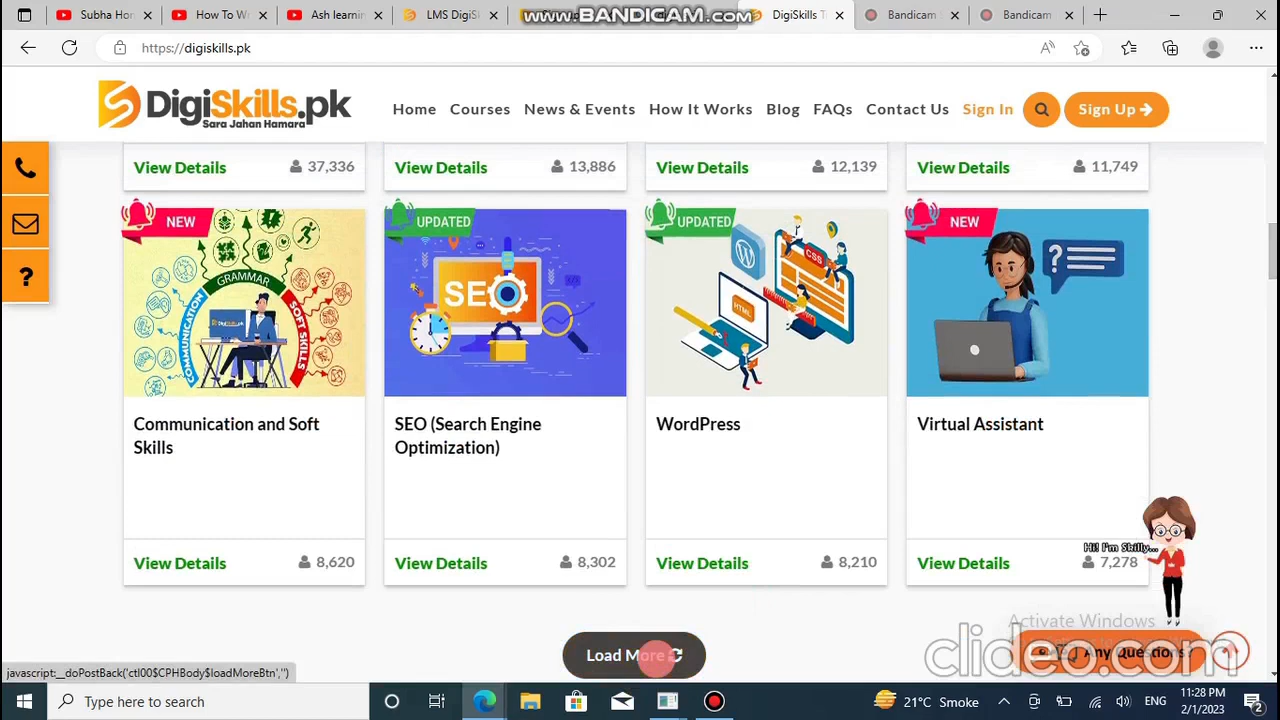 Subha Ho
How To W
Ash learnin
LMS DigiSk
WWW.BANDICAM.COM
DigiSkills T
Bandicam
Bandicam
https://digiskills.pk
DigiSkills.pk
Sara Jahan Hamara
Home
Courses
News & Events
How It Works
Blog
FAQs
Contact Us
Sign In
Sign Up
View Details
37,336
View Details
13,886
View Details
12,139
View Details
11,749
NEW
COMMUNICATION
GRAMMAR
SOFT SKILLS
UPDATED
SEO
UPDATED
CSS
HTML
NEW
?
Communication and Soft
Skills
SEO (Search Engine
Optimization)
WordPress
Virtual Assistant
Hi! I'm Skilly...
View Details
8,620
View Details
8,302
View Details
8,210
View Details
7,278
Load More
Activate Windows
clideo.com
Any Questions?
javascript:__doPostBack('ctl00$CPHBody$loadMoreBtn','')
Type here to search
21°C Smoke
ENG
11:28 PM
2/1/2023
2